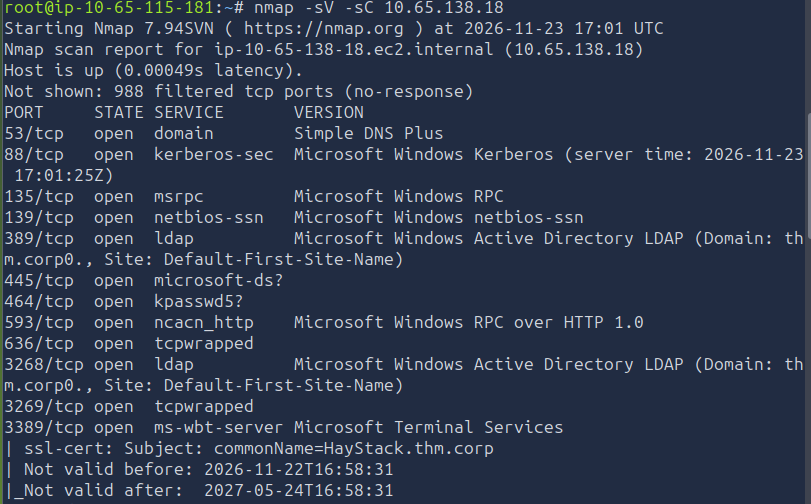 root@ip-10-65-115-181:~# nmap -sV -sC 10.65.138.18
Starting Nmap 7.94SVN ( https://nmap.org ) at 2026-11-23 17:01 UTC
Nmap scan report for ip-10-65-138-18.ec2.internal (10.65.138.18)
Host is up (0.00049s latency).
Not shown: 988 filtered tcp ports (no-response)
PORT     STATE SERVICE       VERSION
53/tcp   open  domain        Simple DNS Plus
88/tcp   open  kerberos-sec  Microsoft Windows Kerberos (server time: 2026-11-23
 17:01:25Z)
135/tcp  open  msrpc         Microsoft Windows RPC
139/tcp  open  netbios-ssn   Microsoft Windows netbios-ssn
389/tcp  open  ldap          Microsoft Windows Active Directory LDAP (Domain: th
m.corp0., Site: Default-First-Site-Name)
445/tcp  open  microsoft-ds?
464/tcp  open  kpasswd5?
593/tcp  open  ncacn_http    Microsoft Windows RPC over HTTP 1.0
636/tcp  open  tcpwrapped
3268/tcp open  ldap          Microsoft Windows Active Directory LDAP (Domain: th
m.corp0., Site: Default-First-Site-Name)
3269/tcp open  tcpwrapped
3389/tcp open  ms-wbt-server Microsoft Terminal Services
| ssl-cert: Subject: commonName=HayStack.thm.corp
| Not valid before: 2026-11-22T16:58:31
|_Not valid after:  2027-05-24T16:58:31